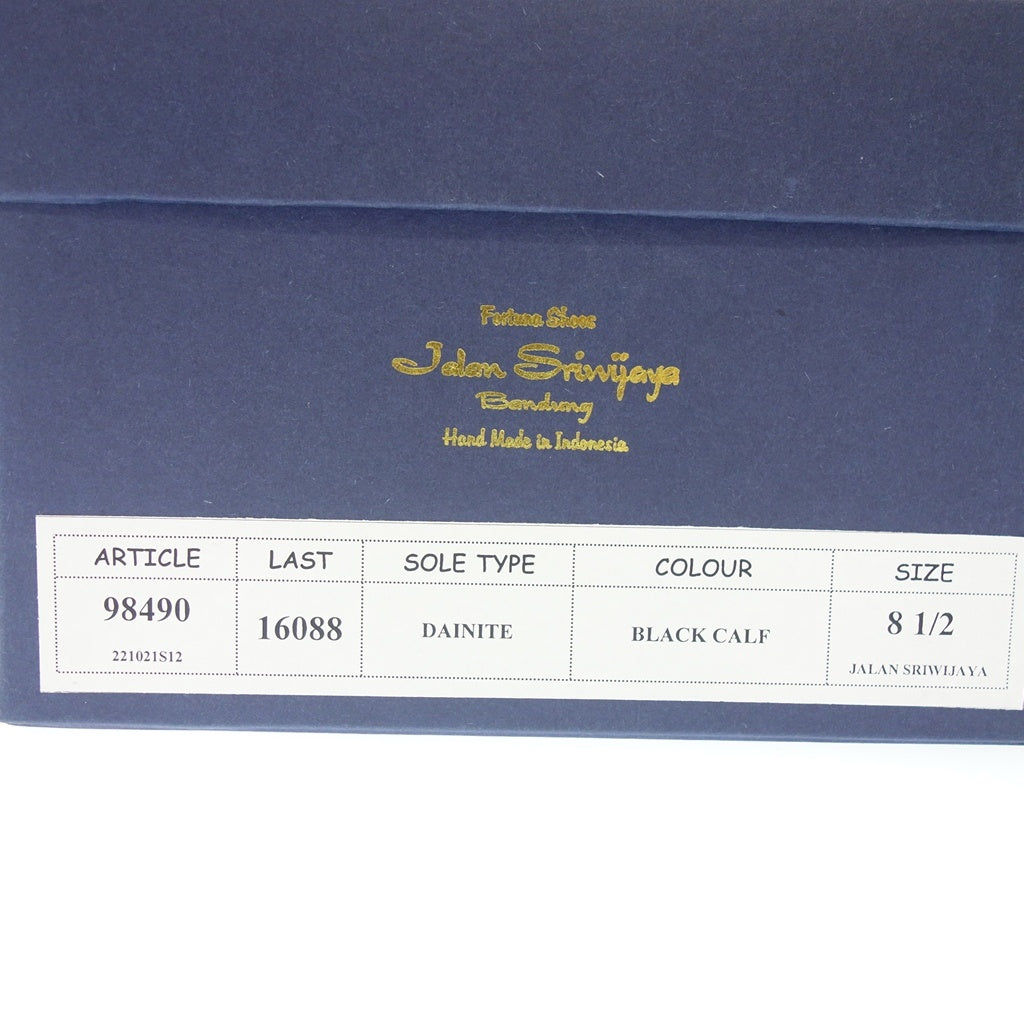 Fortuna Shoes
Jalan Sriwijaya
Bandung
Hand Made in Indonesia
ARTICLE LAST SOLE TYPE COLOUR SIZE
98490 16088 DAINITE BLACK CALF 8 1/2
221021S12 JALAN SRIWIJAYA